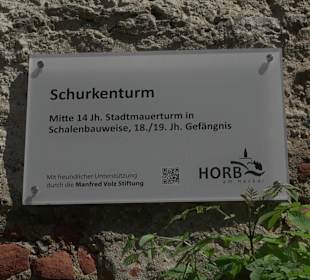 Schurkenturm
Mitte 14 Jh. Stadtmauerturm in
Schalenbauweise, 18./19. Jh. Gefängnis
Mit freundlicher Unterstützung
durch die Manfred Volz Stiftung
HORB
am Neckar